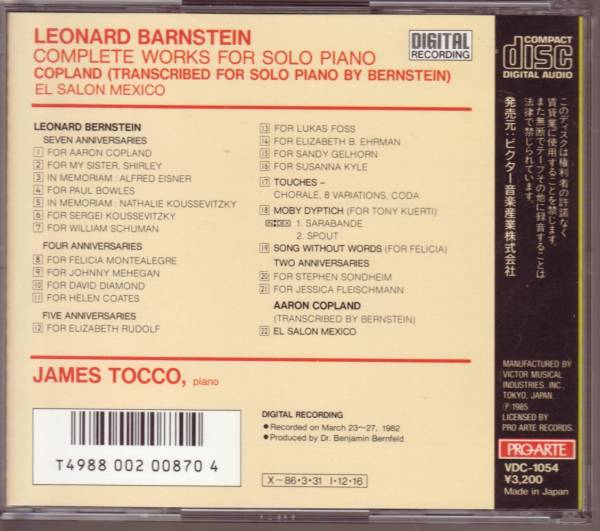 LEONARD BARNSTEIN
COMPLETE WORKS FOR SOLO PIANO
COPLAND (TRANSCRIBED FOR SOLO PIANO BY BERNSTEIN)
EL SALON MEXICO
DIGITAL
RECORDING
COMPACT
disc
DIGITAL AUDIO
LEONARD BERNSTEIN
SEVEN ANNIVERSARIES
1 FOR AARON COPLAND
2 FOR MY SISTER, SHIRLEY
3 IN MEMORIAM : ALFRED EISNER
4 FOR PAUL BOWLES
5 IN MEMORIAM : NATHALIE KOUSSEVITZKY
6 FOR SERGEI KOUSSEVITZKY
7 FOR WILLIAM SCHUMAN
FOUR ANNIVERSARIES
8 FOR FELICIA MONTEALEGRE
9 FOR JOHNNY MEHEGAN
10 FOR DAVID DIAMOND
11 FOR HELEN COATES
FIVE ANNIVERSARIES
12 FOR ELIZABETH RUDOLF
13 FOR LUKAS FOSS
14 FOR ELIZABETH B. EHRMAN
15 FOR SANDY GELHORN
16 FOR SUSANNA KYLE
17 TOUCHES –
CHORALE, 8 VARIATIONS, CODA
18 MOBY DYPTICH (FOR TONY KUERTI)
INDEX 1. SARABANDE
2. SPOUT
19 SONG WITHOUT WORDS (FOR FELICIA)
TWO ANNIVERSARIES
20 FOR STEPHEN SONDHEIM
21 FOR JESSICA FLEISCHMANN
AARON COPLAND
(TRANSCRIBED BY BERNSTEIN)
22 EL SALON MEXICO
JAMES TOCCO, piano
T4988 002 00870 4
DIGITAL RECORDING
● Recorded on March 23~27, 1982
● Produced by Dr. Benjamin Bernfeld
X–86・3・31 I・12・16
このディスクは権利者の許諾なく
賃貸業に使用することを禁じます。
また無断でテープその他に録音することは
法律で禁じられています。
発売元：ビクター音楽産業株式会社
MANUFACTURED BY
VICTOR MUSICAL
INDUSTRIES. INC.,
TOKYO, JAPAN.
Ⓟ 1985
LICENSED BY
PRO ARTE RECORDS.
PRO ARTE
VDC-1054
¥3,200
Made in Japan